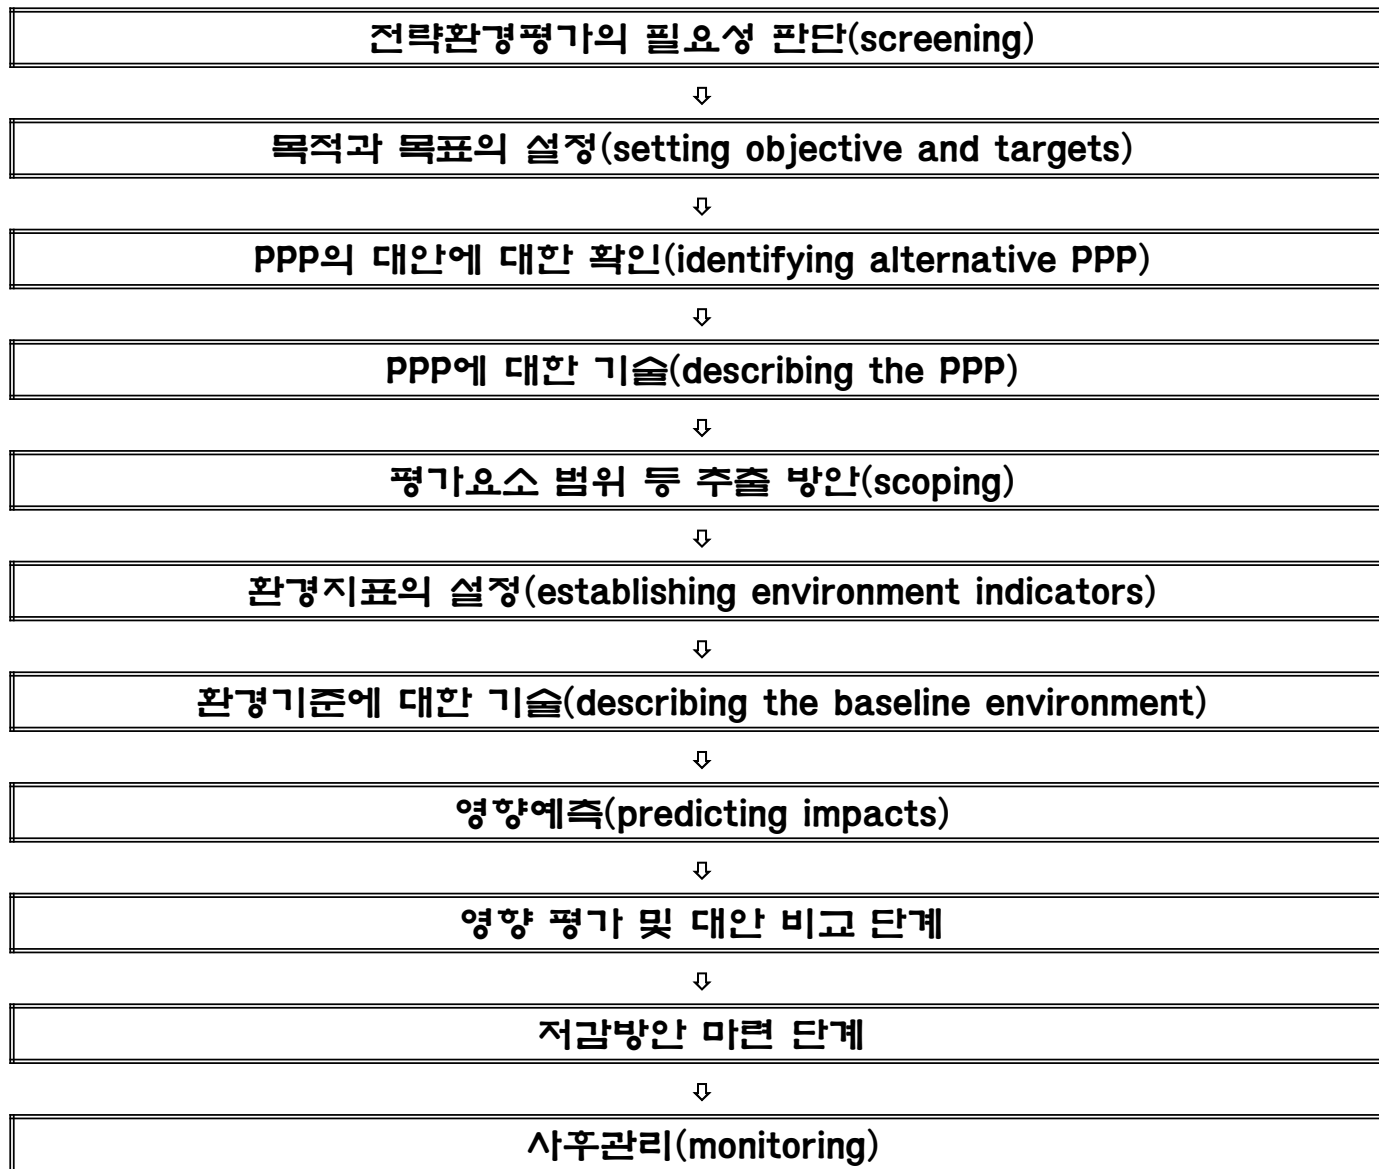 전략환경평가의 필요성 판단(screening)
⇩
목적과 목표의 설정(setting objective and targets)
⇩
PPP의 대안에 대한 확인(identifying alternative PPP)
⇩
PPP에 대한 기술(describing the PPP)
⇩
평가요소 범위 등 추출 방안(scoping)
⇩
환경지표의 설정(establishing environment indicators)
⇩
환경기준에 대한 기술(describing the baseline environment)
⇩
영향예측(predicting impacts)
⇩
영향 평가 및 대안 비교 단계
⇩
저감방안 마련 단계
⇩
사후관리(monitoring)